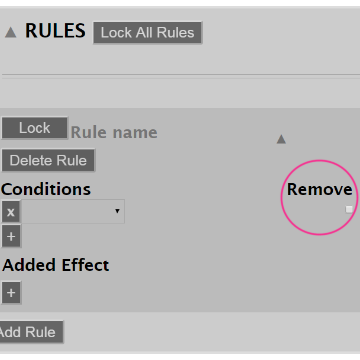 ▲ RULES Lock All Rules
Lock Rule name ▲
Delete Rule
Conditions Remove
x ▾
+
Added Effect
+
Add Rule